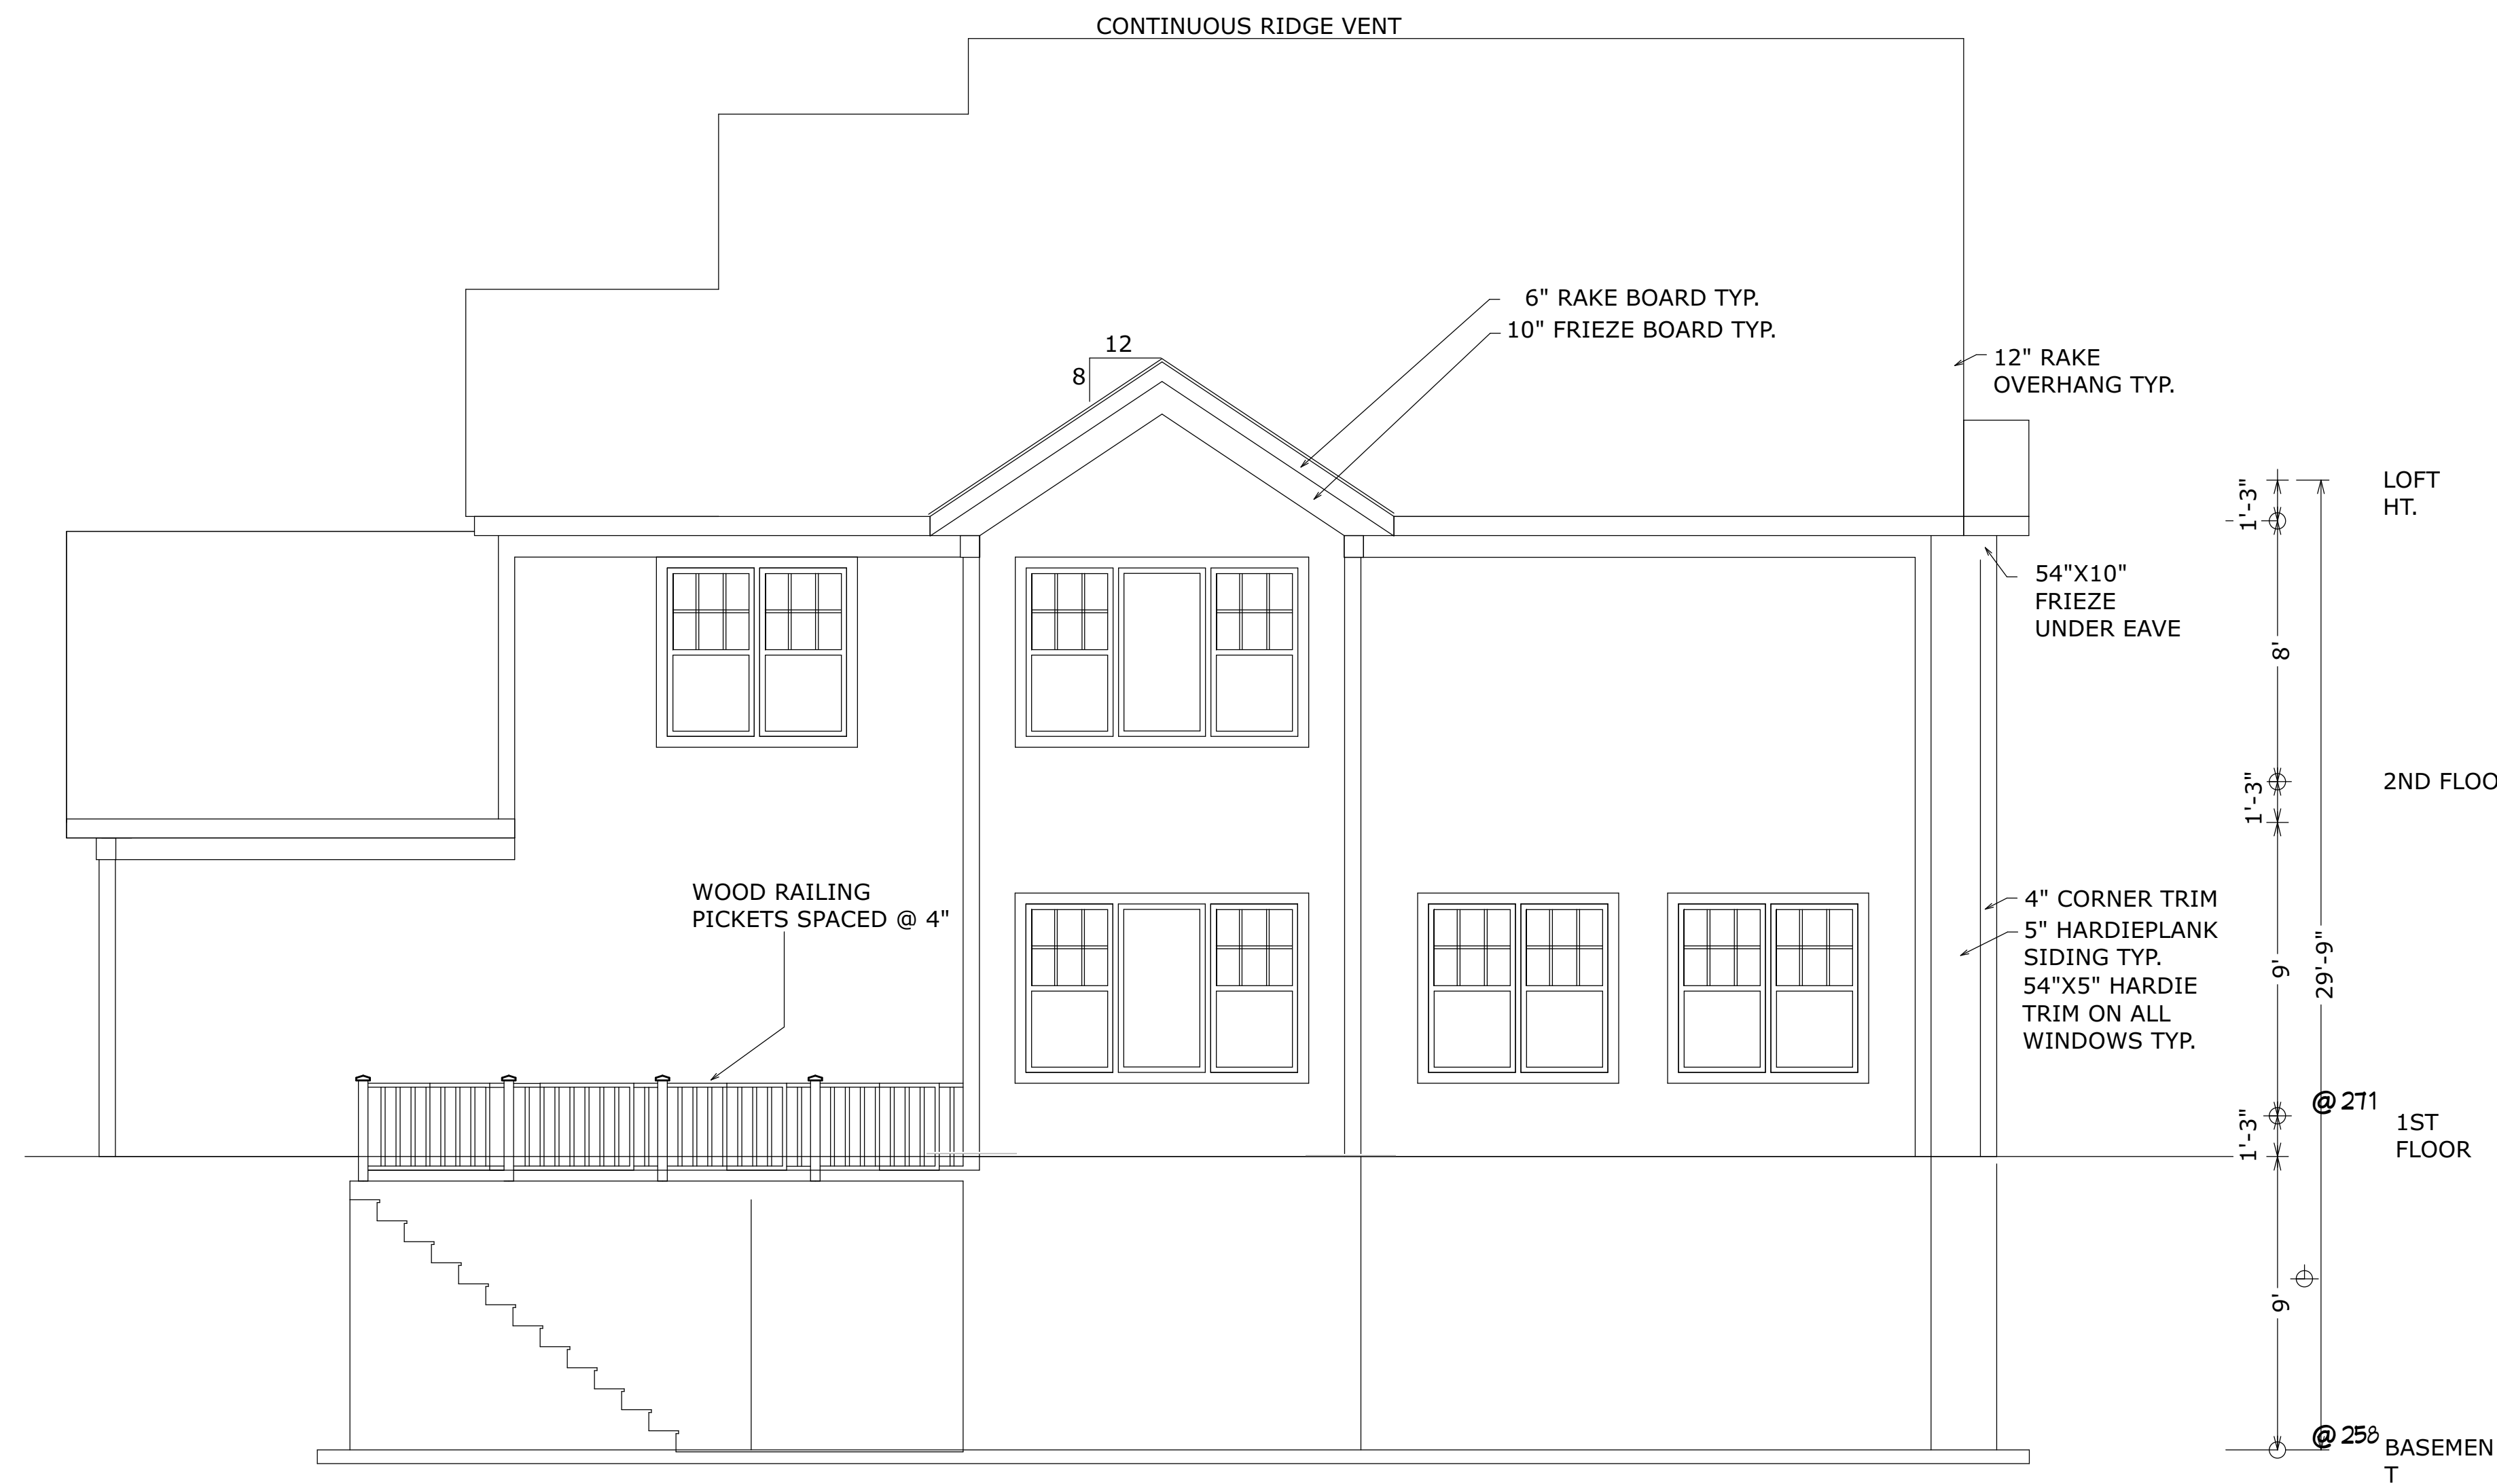 CONTINUOUS RIDGE VENT
6" RAKE BOARD TYP.
10" FRIEZE BOARD TYP.
12
8
12" RAKE
OVERHANG TYP.
LOFT
HT.
1'-3"
54"X10"
FRIEZE
UNDER EAVE
8'
2ND FLOO
1'-3"
WOOD RAILING
PICKETS SPACED @ 4"
4" CORNER TRIM
5" HARDIEPLANK
SIDING TYP.
54"X5" HARDIE
TRIM ON ALL
WINDOWS TYP.
9'
29'-9"
@ 271
1ST
FLOOR
1'-3"
9'
@ 258
BASEMEN
T